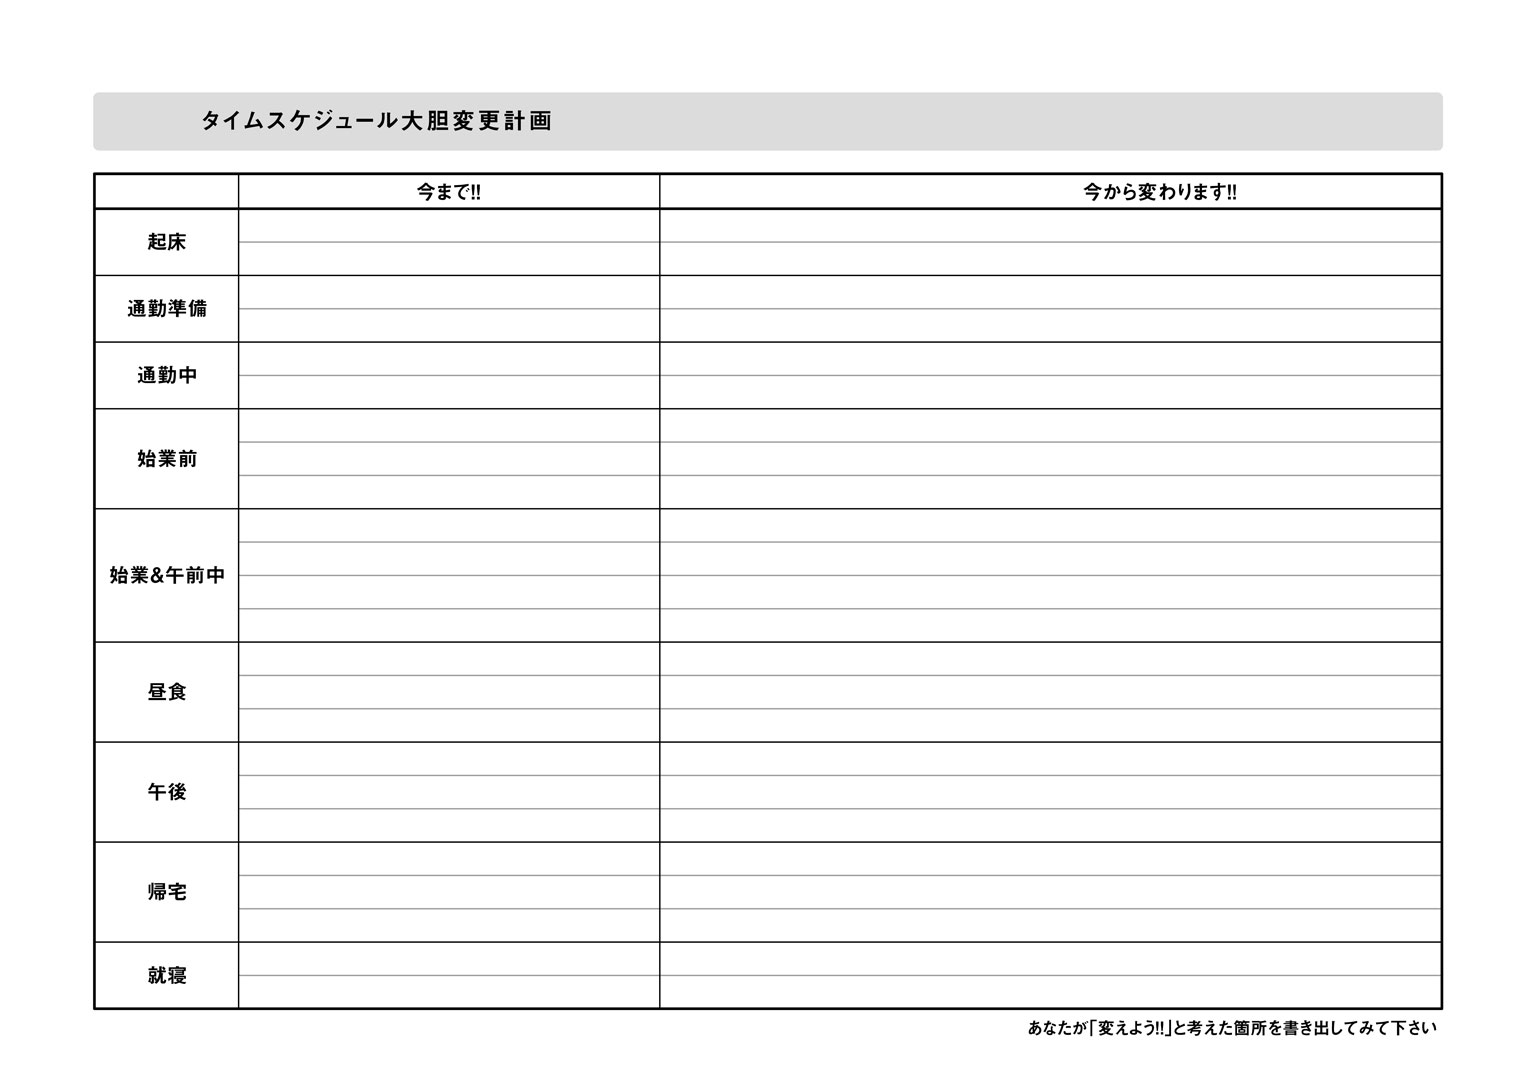 タイムスケジュール大胆変更計画
今まで!!
今から変わります!!
起床
通勤準備
通勤中
始業前
始業&午前中
昼食
午後
帰宅
就寝
あなたが「変えよう!!」と考えた箇所を書き出してみて下さい